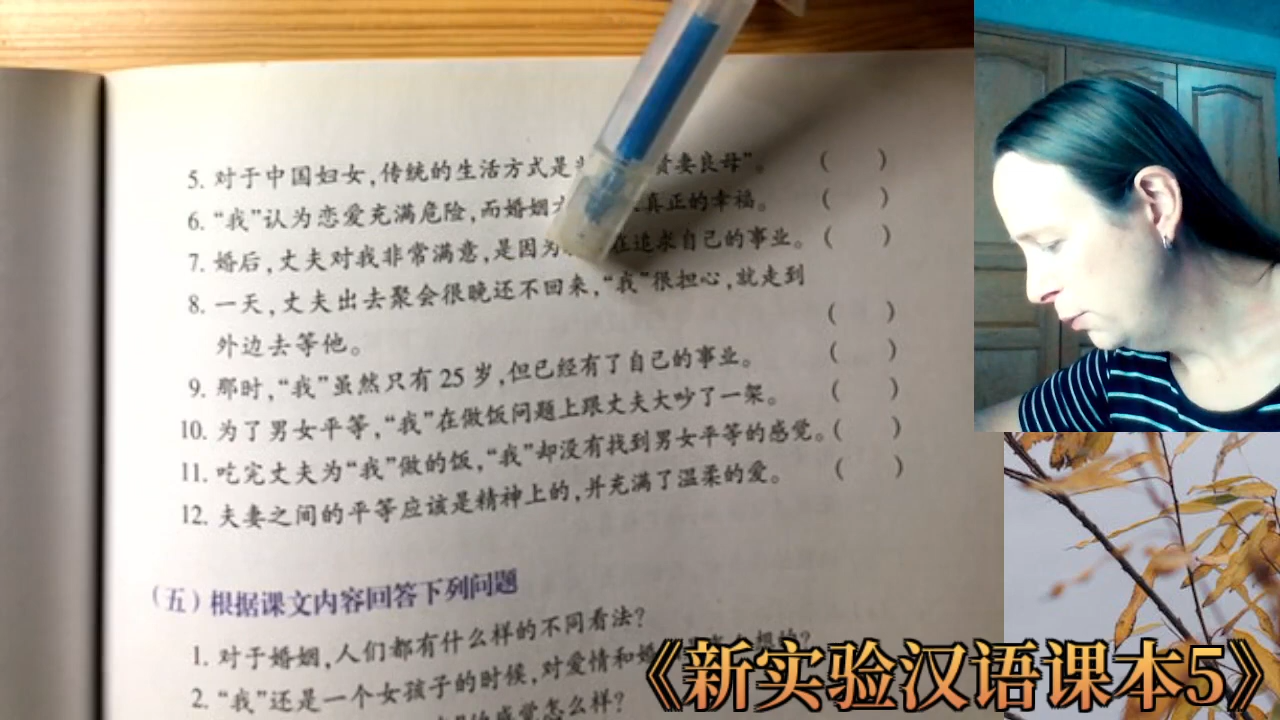 5. 对于中国妇女,传统的生活方式是 贤妻良母”。 ( )
6. “我”认为恋爱充满危险,而婚姻 真正的幸福。 ( )
7. 婚后,丈夫对我非常满意,是因为 在追求自己的事业。 ( )
8. 一天,丈夫出去聚会很晚还不回来,“我”很担心,就走到
外边去等他。 ( )
9. 那时,“我”虽然只有 25 岁,但已经有了自己的事业。 ( )
10. 为了男女平等,“我”在做饭问题上跟丈夫大吵了一架。 ( )
11. 吃完丈夫为“我”做的饭,“我”却没有找到男女平等的感觉。 ( )
12. 夫妻之间的平等应该是精神上的,并充满了温柔的爱。 ( )
(五) 根据课文内容回答下列问题
1. 对于婚姻,人们都有什么样的不同看法?
2. “我”还是一个女孩子的时候,对爱情和婚
感觉怎么样?
《新实验汉语课本5》